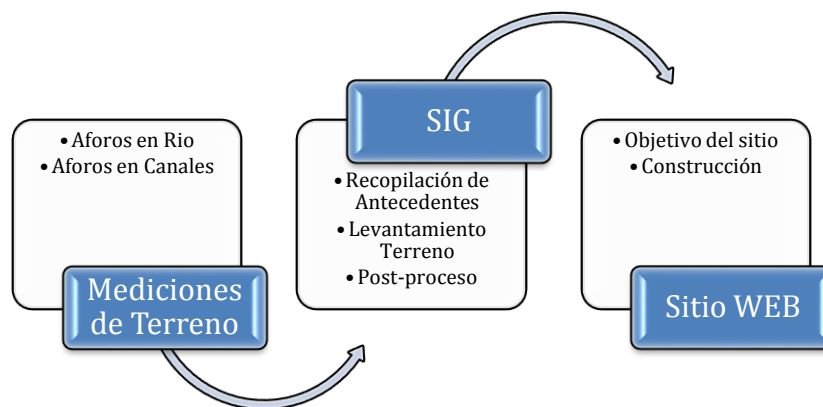 • Aforos en Rio
• Aforos en Canales
Mediciones
de Terreno
SIG
• Recopilación de
Antecedentes
• Levantamiento
Terreno
• Post-proceso
• Objetivo del sitio
• Construcción
Sitio WEB